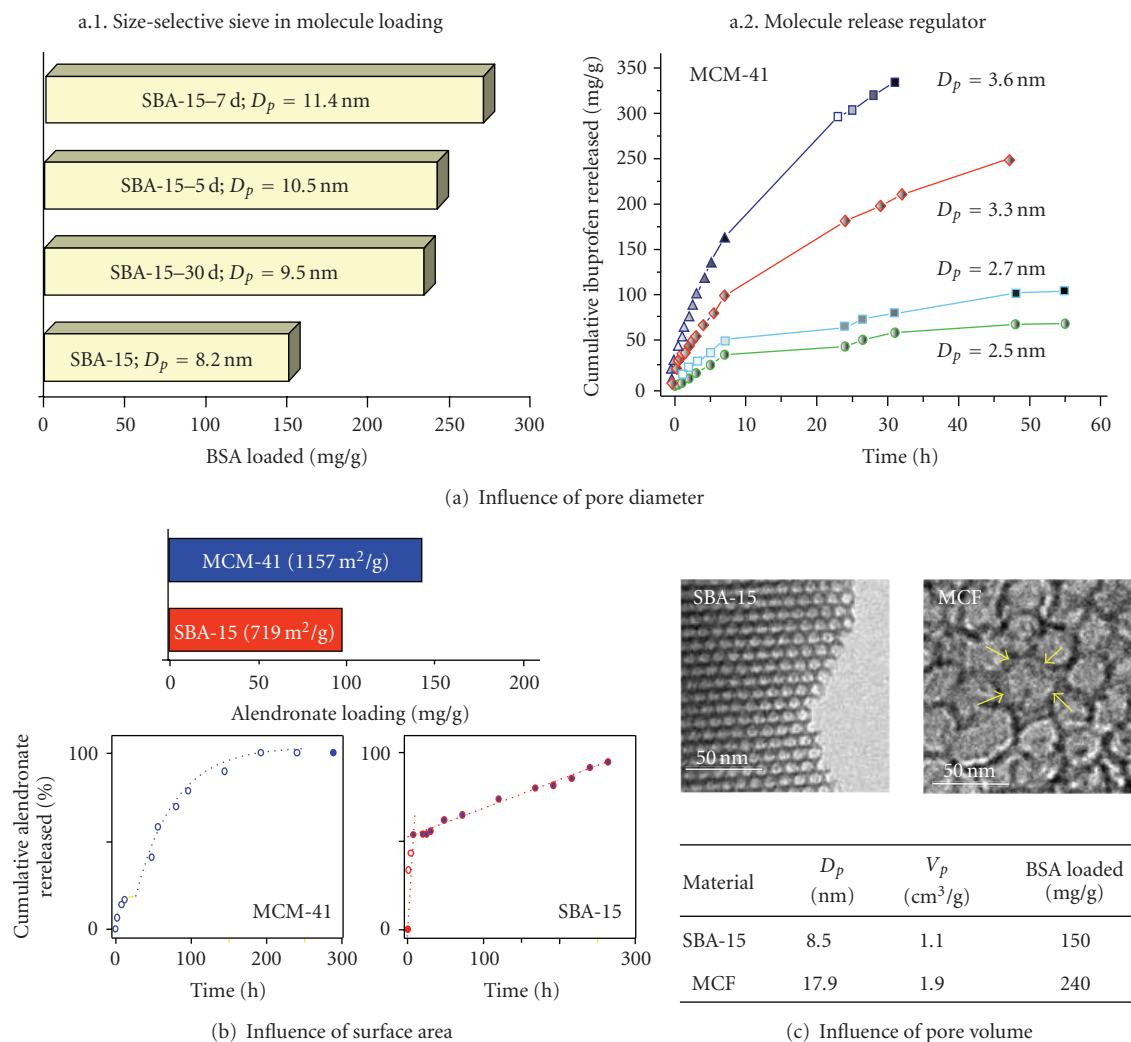 a.1. Size-selective sieve in molecule loading
SBA-15–7 d; Dp = 11.4 nm
SBA-15–5 d; Dp = 10.5 nm
SBA-15–30 d; Dp = 9.5 nm
SBA-15; Dp = 8.2 nm
0 50 100 150 200 250 300
BSA loaded (mg/g)
a.2. Molecule release regulator
Cumulative ibuprofen rereleased (mg/g)
350
300
250
200
150
100
50
0
MCM-41
Dp = 3.6 nm
Dp = 3.3 nm
Dp = 2.7 nm
Dp = 2.5 nm
0 10 20 30 40 50 60
Time (h)
(a) Influence of pore diameter
MCM-41 (1157 m²/g)
SBA-15 (719 m²/g)
0 100 200
Alendronate loading (mg/g)
Cumulative alendronate
rereleased (%)
100
0
MCM-41
0 100 200 300
Time (h)
100
0
SBA-15
0 100 300
Time (h)
(b) Influence of surface area
SBA-15
50 nm
MCF
50 nm
Material Dp (nm) Vp (cm³/g) BSA loaded (mg/g)
SBA-15 8.5 1.1 150
MCF 17.9 1.9 240
(c) Influence of pore volume